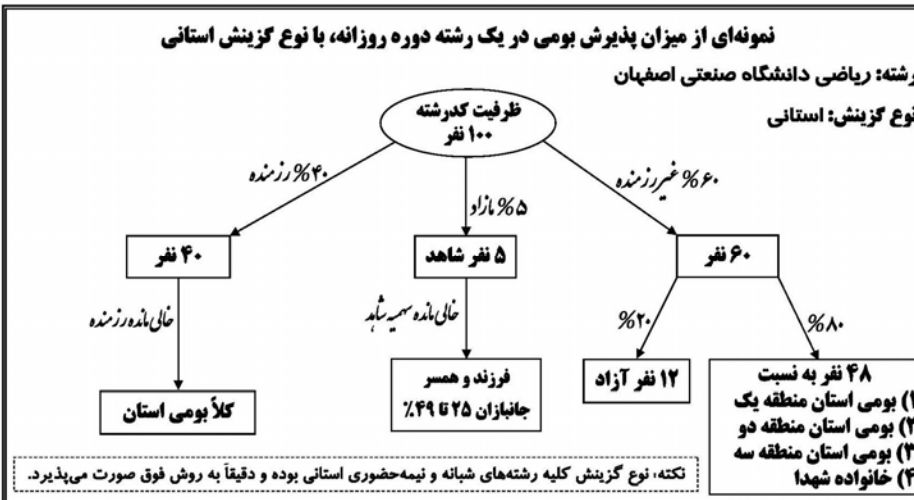 نمونه‌ای از میزان پذیرش بومی در یک رشته دوره روزانه، با نوع گزینش استانی
رشته: ریاضی دانشگاه صنعتی اصفهان
نوع گزینش: استانی
ظرفیت کدرشته
۱۰۰ نفر
۶۰% غیررزمنده
۵% مازاد
۴۰% رزمنده
۶۰ نفر
۵ نفر شاهد
۴۰ نفر
۸۰%
۲۰%
خالی مانده سهمیه شاهد
خالی مانده رزمنده
۴۸ نفر به نسبت
۱) بومی استان منطقه یک
۲) بومی استان منطقه دو
۳) بومی استان منطقه سه
۴) خانواده شهدا
۱۲ نفر آزاد
فرزند و همسر
جانبازان ۲۵ تا ۴۹%
کلاً بومی استان
نکته: نوع گزینش کلیه رشته‌های شبانه و نیمه‌حضوری استانی بوده و دقیقاً به روش فوق صورت می‌پذیرد.